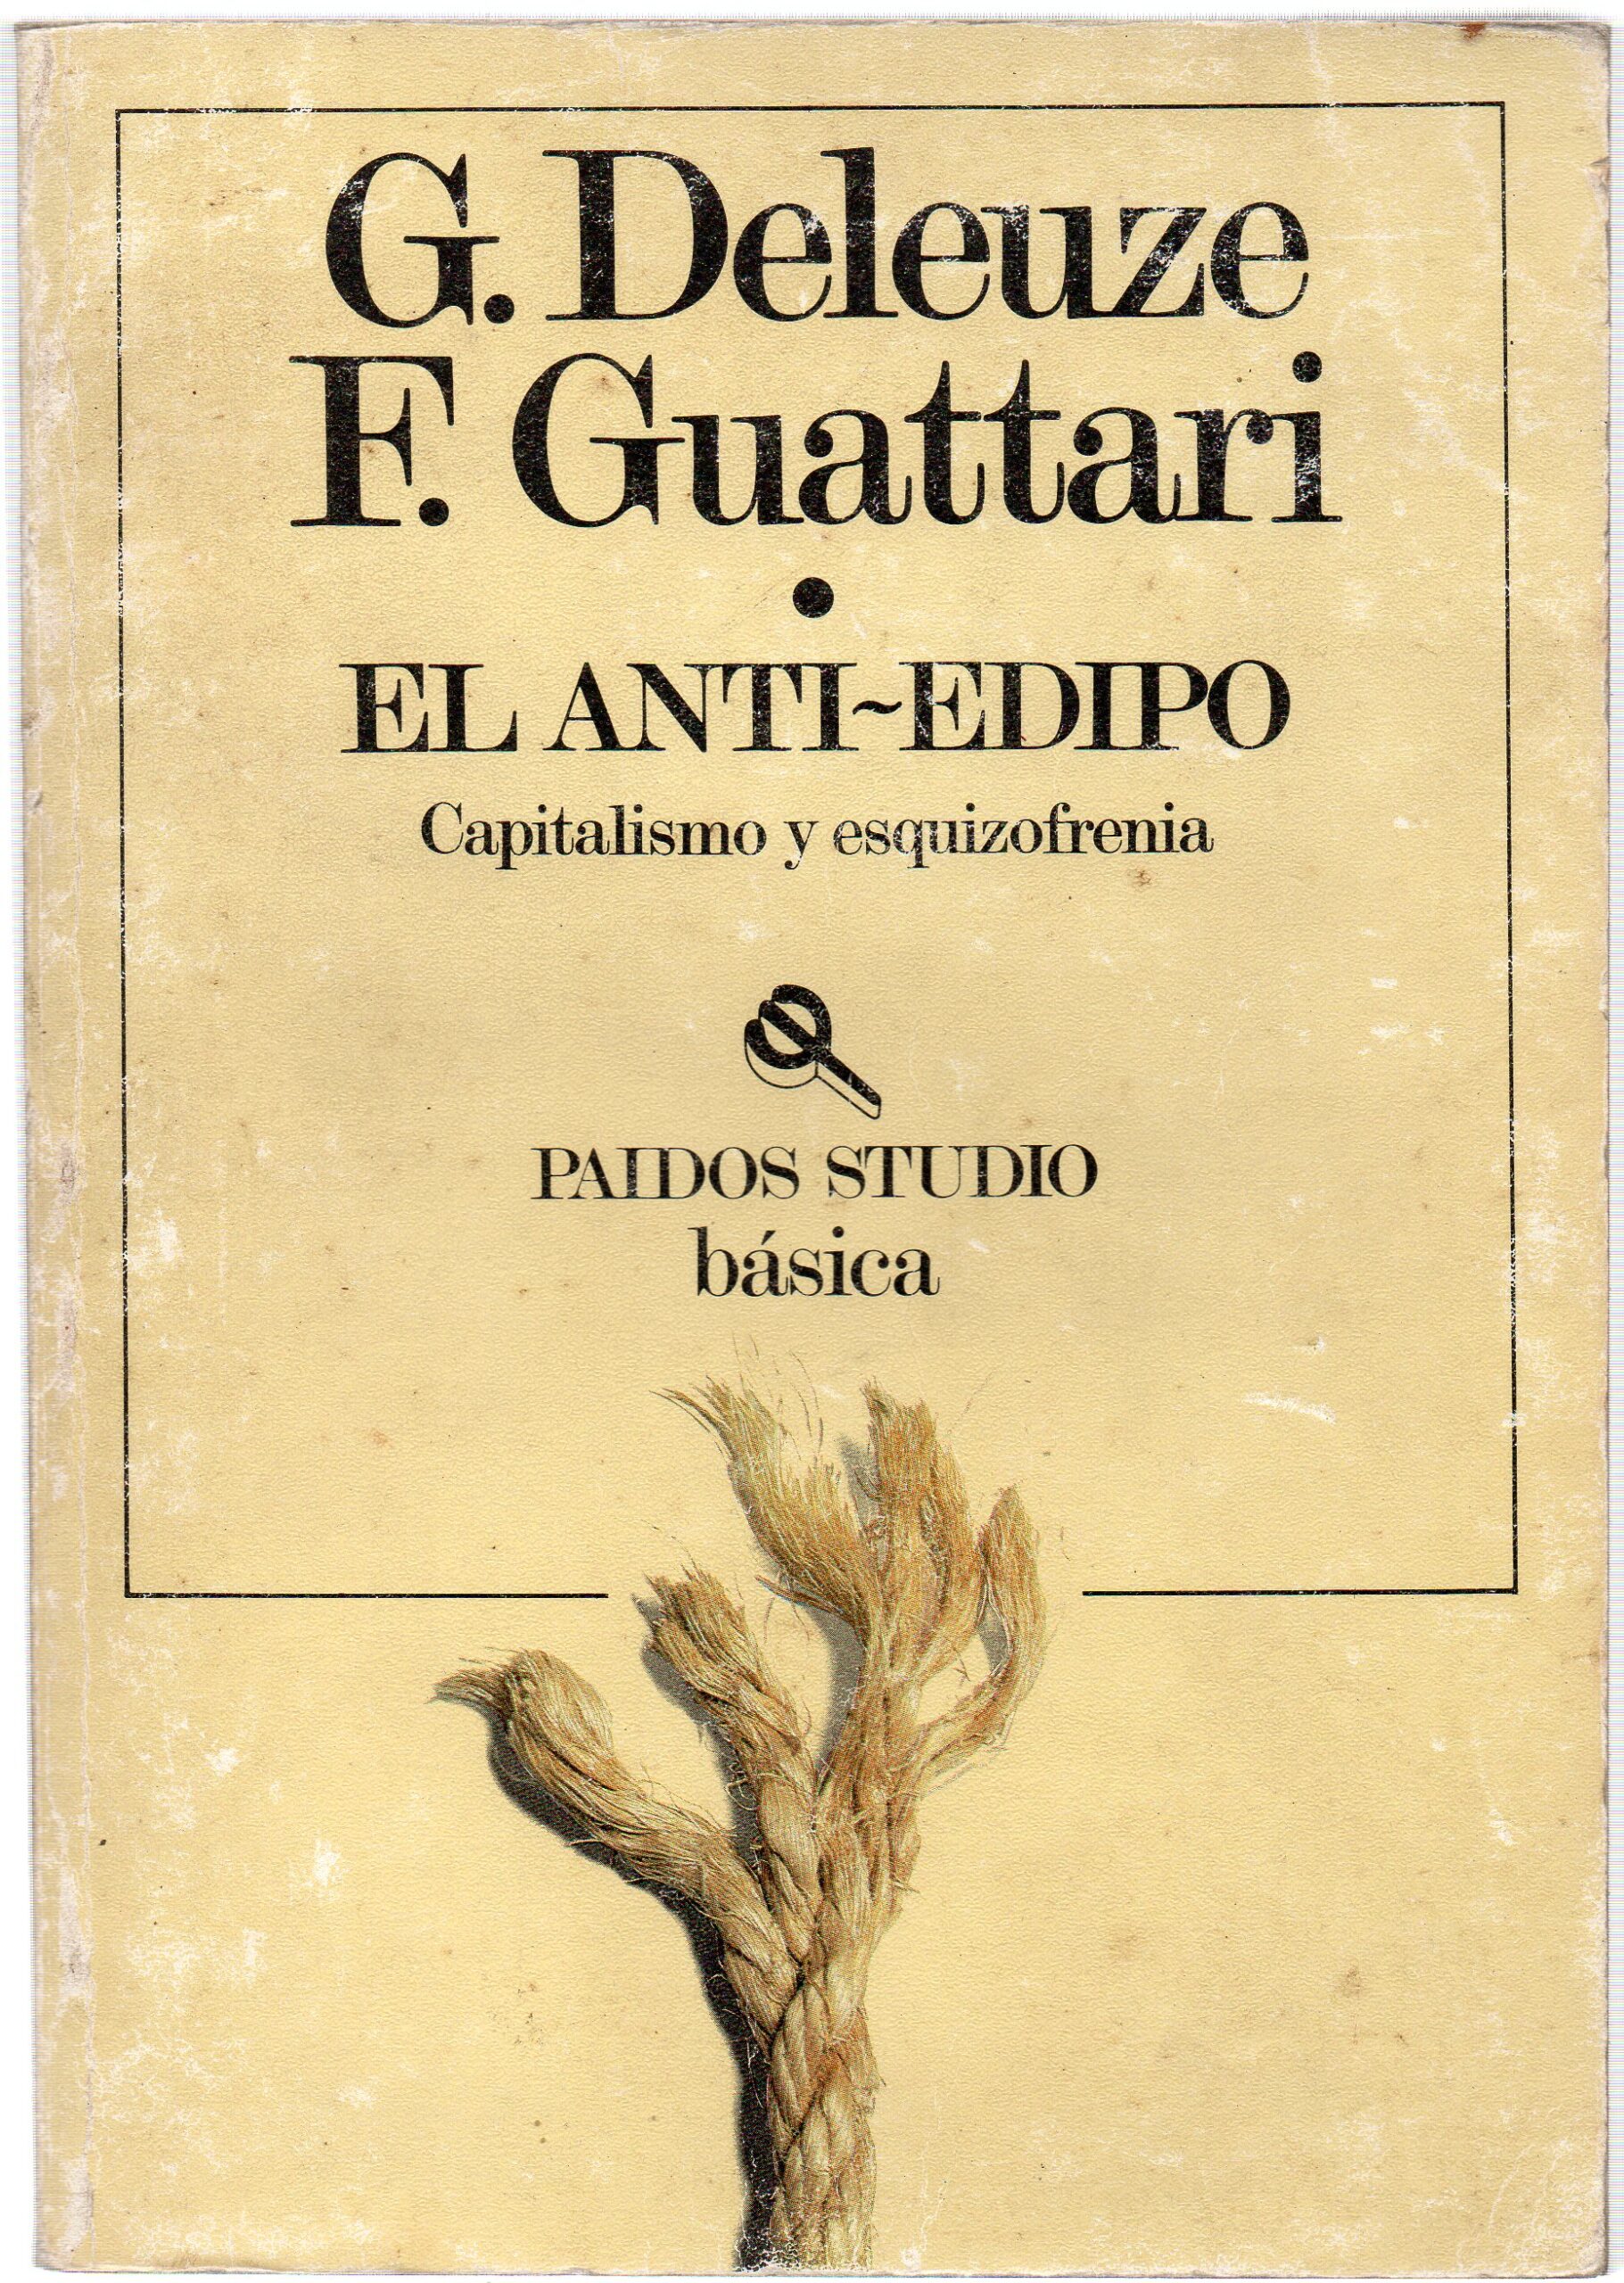 G. Deleuze
F. Guattari
•
EL ANTI~EDIPO
Capitalismo y esquizofrenia
PAIDOS STUDIO
básica